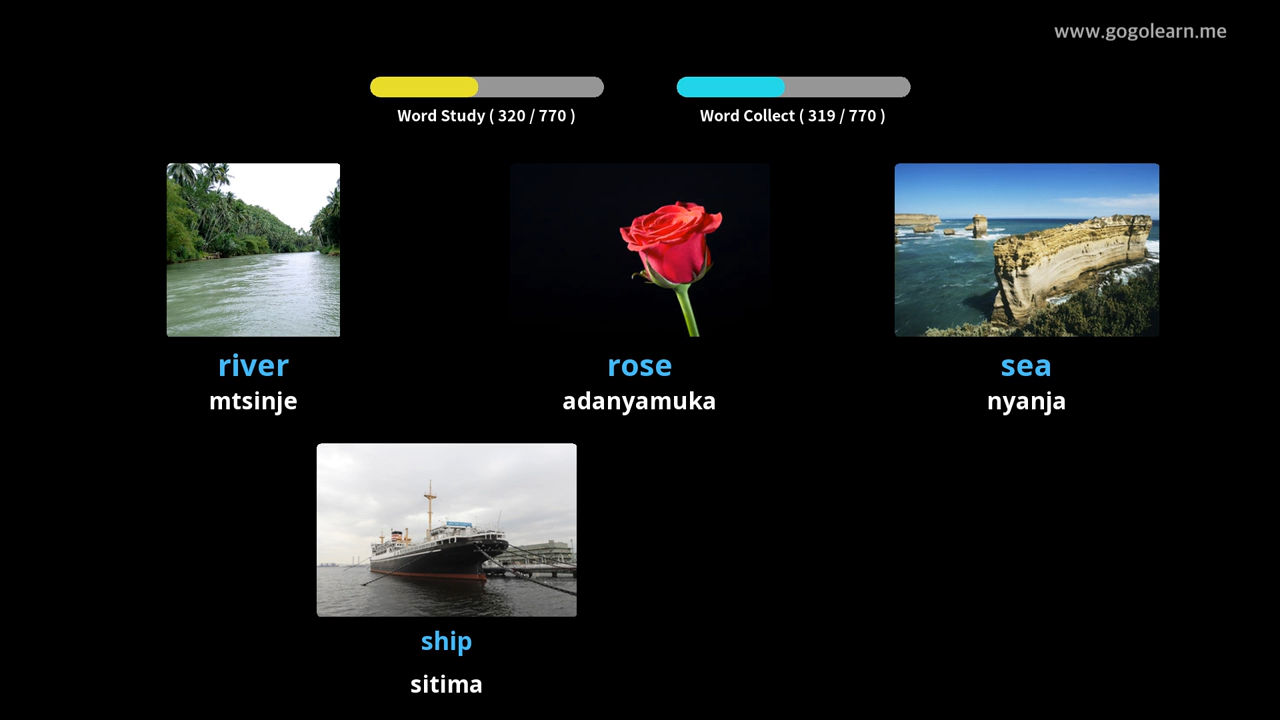 www.gogolearn.me
Word Study ( 320 / 770 )
Word Collect ( 319 / 770 )
river
mtsinje
rose
adanyamuka
sea
nyanja
ship
sitima